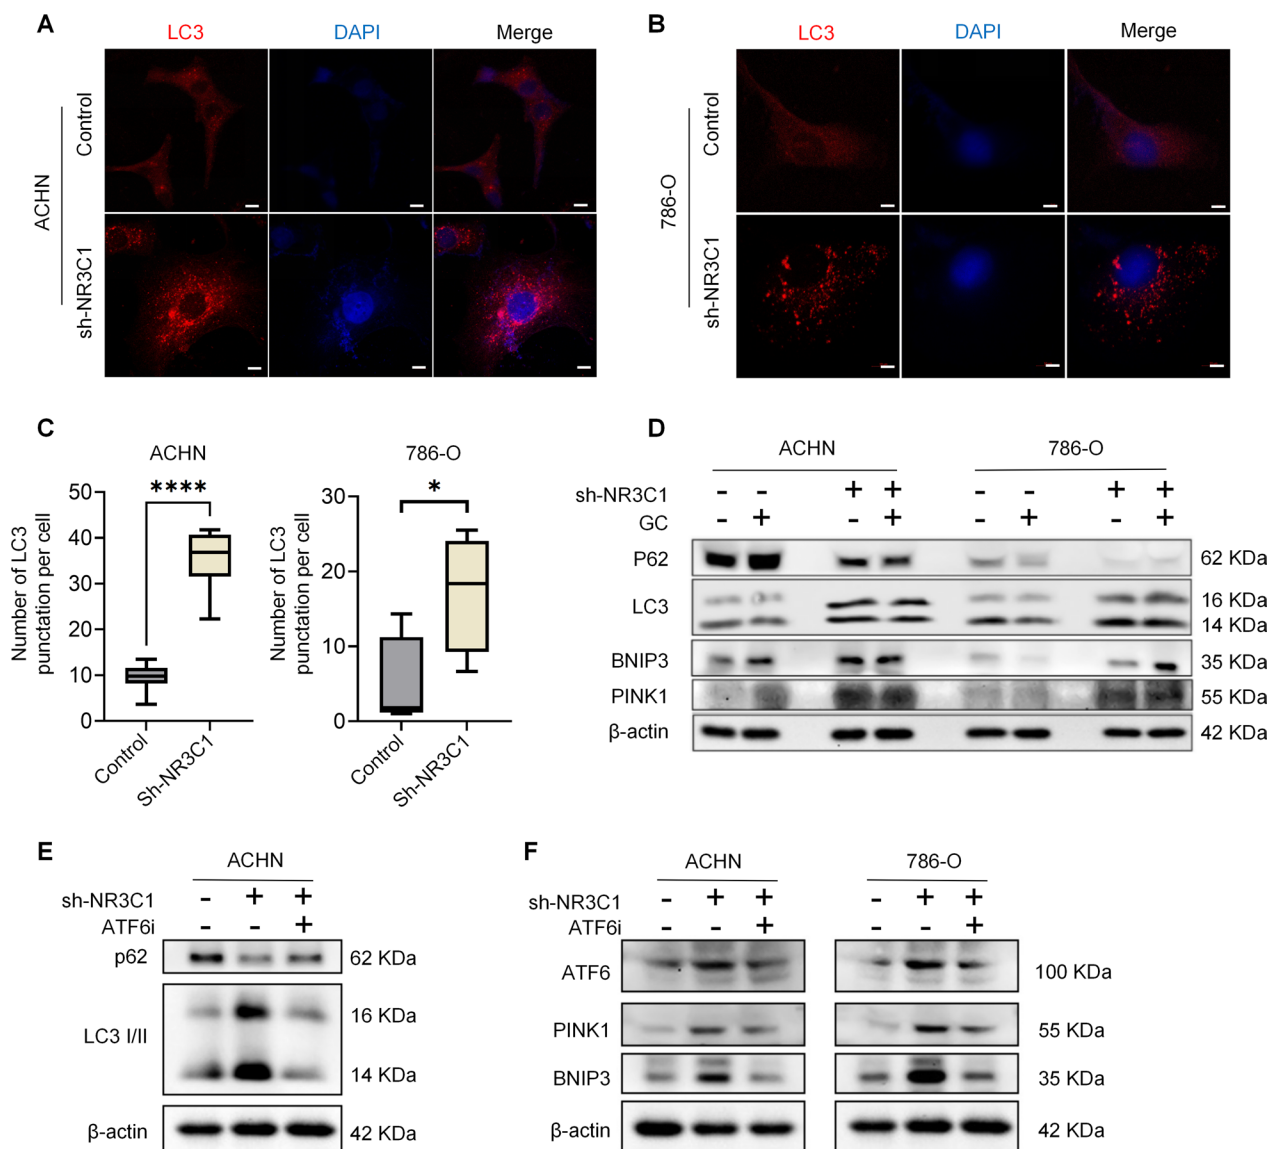 A
LC3 DAPI Merge
ACHN
Control
sh-NR3C1
B
LC3 DAPI Merge
786-O
Control
sh-NR3C1
C
ACHN
Number of LC3
punctation per cell
50
40
30
20
10
0
****
Control
Sh-NR3C1
786-O
Number of LC3
punctation per cell
30
20
10
0
*
Control
Sh-NR3C1
D
ACHN 786-O
sh-NR3C1 - - + + - - + +
GC - + - + - + - +
P62 62 KDa
LC3 16 KDa
14 KDa
BNIP3 35 KDa
PINK1 55 KDa
β-actin 42 KDa
E
ACHN
sh-NR3C1 - + +
ATF6i - - +
p62 62 KDa
LC3 I/II 16 KDa
14 KDa
β-actin 42 KDa
F
ACHN 786-O
sh-NR3C1 - + + - + +
ATF6i - - + - - +
ATF6 100 KDa
PINK1 55 KDa
BNIP3 35 KDa
β-actin 42 KDa